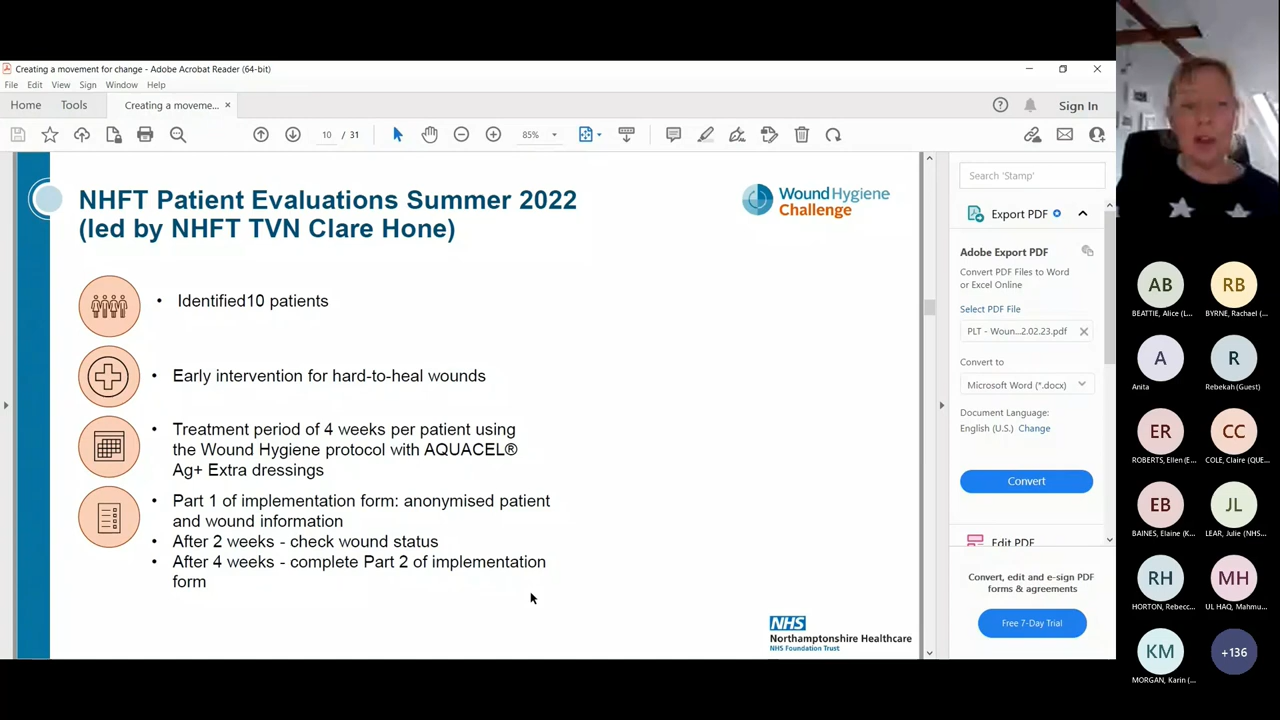 Creating a movement for change - Adobe Acrobat Reader (64-bit)
File Edit View Sign Window Help
Home Tools Creating a moveme... ×
Sign In
10 / 31
85%
NHFT Patient Evaluations Summer 2022
(led by NHFT TVN Clare Hone)
WoundHygiene
Challenge
• Identified10 patients
• Early intervention for hard-to-heal wounds
• Treatment period of 4 weeks per patient using
the Wound Hygiene protocol with AQUACEL®
Ag+ Extra dressings
• Part 1 of implementation form: anonymised patient
and wound information
• After 2 weeks - check wound status
• After 4 weeks - complete Part 2 of implementation
form
NHS
Northamptonshire Healthcare
NHS Foundation Trust
Search 'Stamp'
Export PDF
Adobe Export PDF
Convert PDF Files to Word
or Excel Online
Select PDF File
PLT - Woun...2.02.23.pdf
Convert to
Microsoft Word (*.docx)
Document Language:
English (U.S.) Change
Convert
Edit PDF
Convert, edit and e-sign PDF
forms & agreements
Free 7-Day Trial
AB
RB
BEATTIE, Alice (L...
BYRNE, Rachael (...
A
R
Anita
Rebekah (Guest)
ER
CC
ROBERTS, Ellen (E...
COLE, Claire (QUE...
EB
JL
BAINES, Elaine (K...
LEAR, Julie (NHS...
RH
MH
HORTON, Rebecc...
UL HAQ, Mahmu...
KM
+136
MORGAN, Karin (...